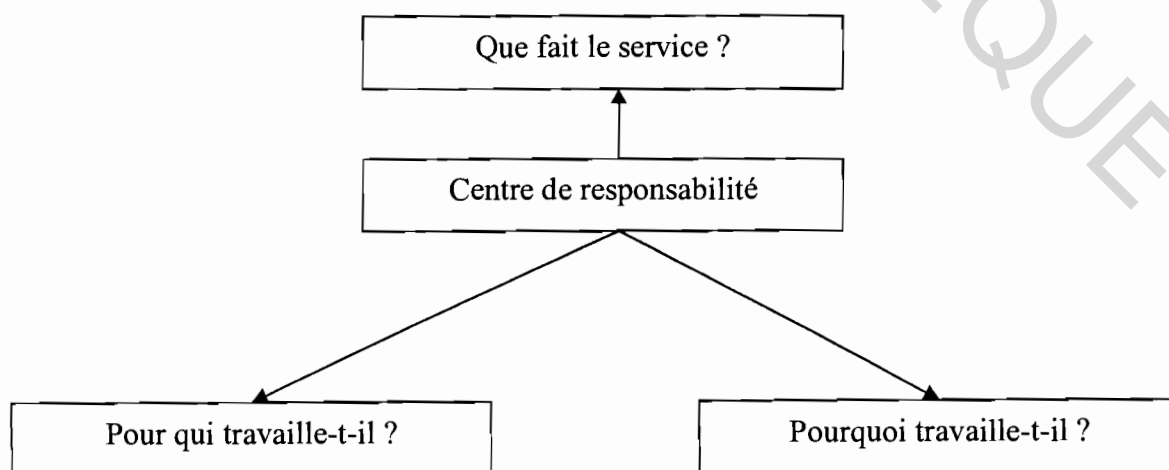 Que fait le service ?
Centre de responsabilité
Pour qui travaille-t-il ?
Pourquoi travaille-t-il ?